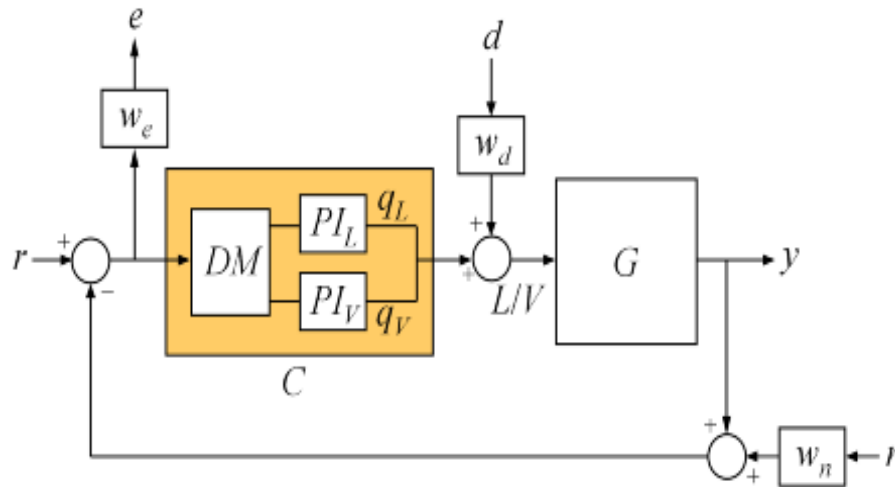 e
d
w_e
w_d
+
PI_L
q_L
+
r
DM
+
G
y
-
PI_V
q_V
L/V
C
+
+
w_n